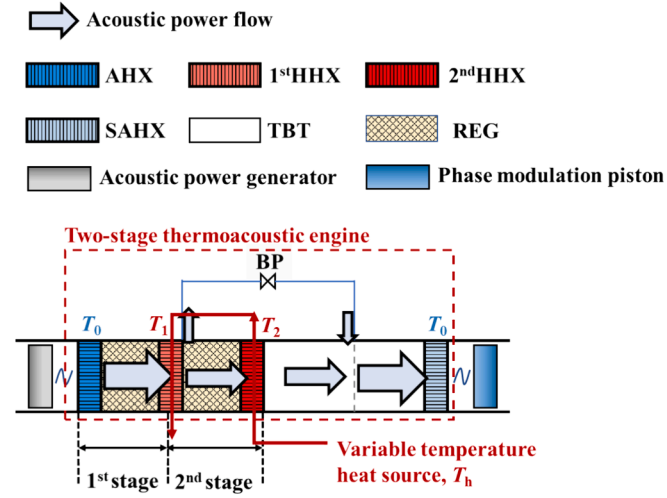 Acoustic power flow
AHX
1stHHX
2ndHHX
SAHX
TBT
REG
Acoustic power generator
Phase modulation piston
Two-stage thermoacoustic engine
BP
T0
T1
T2
T0
Variable temperature
heat source, Th
1st stage
2nd stage